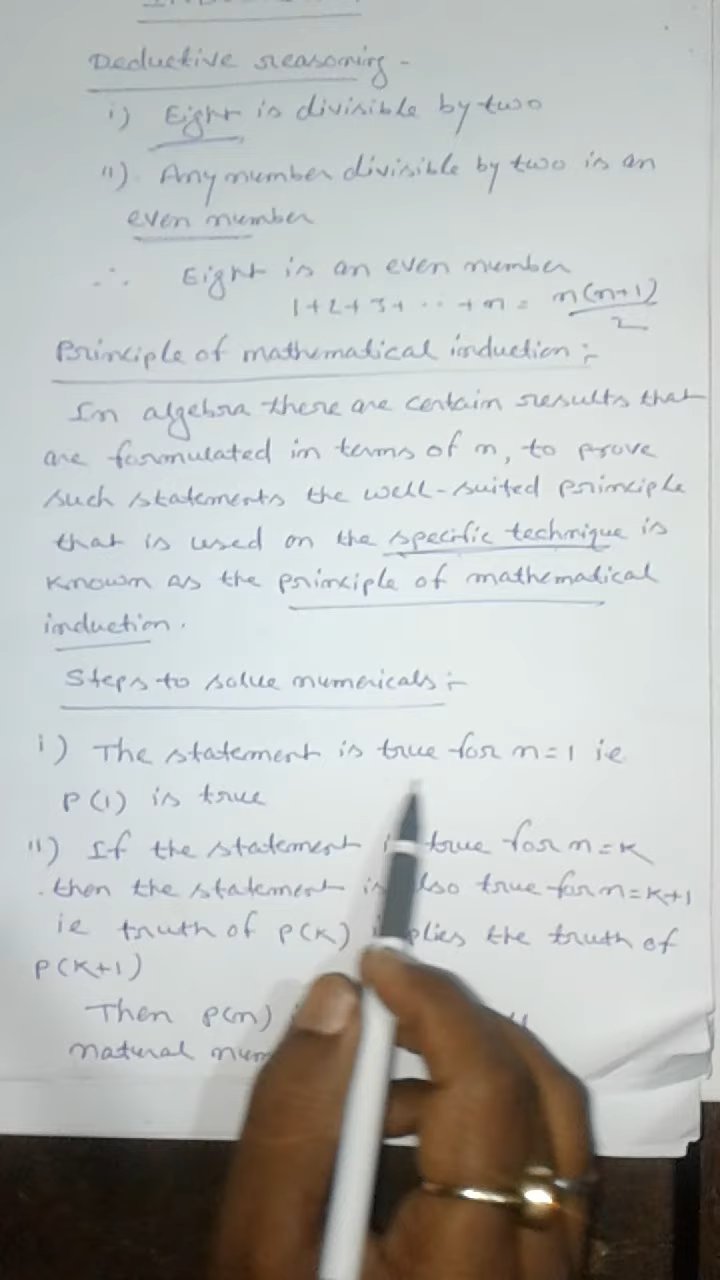 Deductive reasoning -
i) Eight is divisible by two
ii). Any number divisible by two is an
even number
∴ Eight is an even number
1+2+3+ ... +n = n(n+1)/2
Principle of mathematical induction :-
In algebra there are certain results that
are formulated in terms of n, to prove
such statements the well-suited principle
that is used on the specific technique is
known as the principle of mathematical
induction.
Steps to solve numericals :-
i) The statement is true for n=1 ie
P(1) is true
ii) If the statement true for n=k
then the statement also true for n=k+1
ie truth of P(k) implies the truth of
P(k+1)
Then P(n)
natural